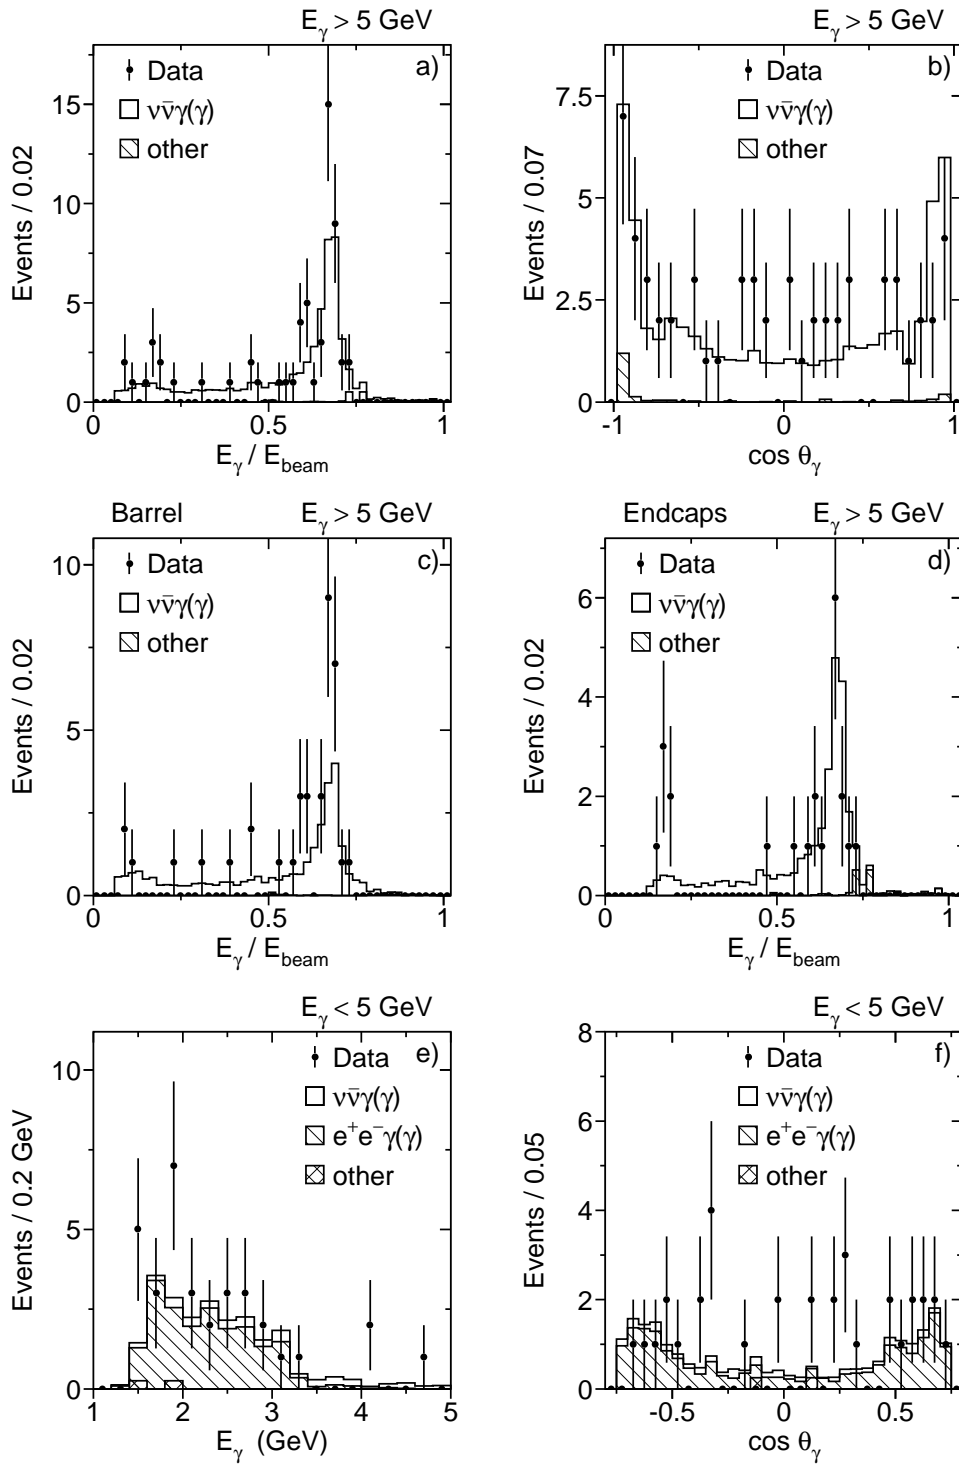 E_γ > 5 GeV
a)
Data
νν̄γ(γ)
other
Events / 0.02
15
10
5
0
0 0.5 1
E_γ / E_beam
E_γ > 5 GeV
b)
Data
νν̄γ(γ)
other
Events / 0.07
7.5
5
2.5
0
-1 0 1
cos θ_γ
Barrel E_γ > 5 GeV
c)
Data
νν̄γ(γ)
other
Events / 0.02
10
5
0
0 0.5 1
E_γ / E_beam
Endcaps E_γ > 5 GeV
d)
Data
νν̄γ(γ)
other
Events / 0.02
6
4
2
0
0 0.5 1
E_γ / E_beam
E_γ < 5 GeV
e)
Data
νν̄γ(γ)
e⁺e⁻γ(γ)
other
Events / 0.2 GeV
10
5
0
1 2 3 4 5
E_γ (GeV)
E_γ < 5 GeV
f)
Data
νν̄γ(γ)
e⁺e⁻γ(γ)
other
Events / 0.05
8
6
4
2
0
-0.5 0 0.5
cos θ_γ